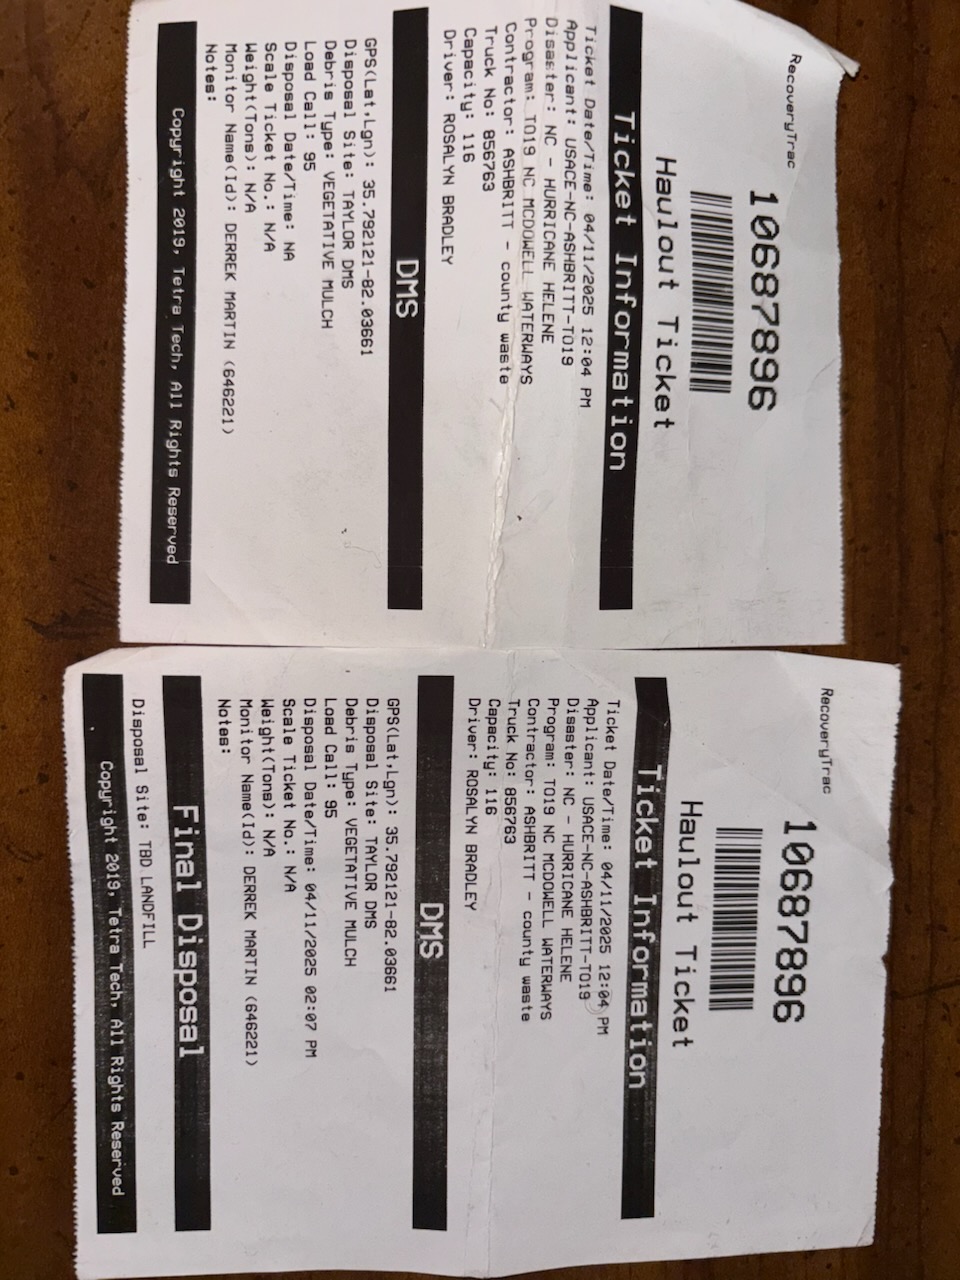 RecoveryTrac
10687896
Haulout Ticket
Ticket Information
Ticket Date/Time: 04/11/2025 12:04 PM
Applicant: USACE-NC-ASHBRITT-TO19
Disaster: NC - HURRICANE HELENE
Program: TO19 NC MCDOWELL WATERWAYS
Contractor: ASHBRITT - county waste
Truck No: 856763
Capacity: 116
Driver: ROSALYN BRADLEY
DMS
GPS(Lat,Lgn): 35.792121-82.03661
Disposal Site: TAYLOR DMS
Debris Type: VEGETATIVE MULCH
Load Call: 95
Disposal Date/Time: NA
Scale Ticket No.: N/A
Weight(Tons): N/A
Monitor Name(Id): DERREK MARTIN (646221)
Notes:
Copyright 2019, Tetra Tech, All Rights Reserved
RecoveryTrac
10687896
Haulout Ticket
Ticket Information
Ticket Date/Time: 04/11/2025 12:04 PM
Applicant: USACE-NC-ASHBRITT-TO19
Disaster: NC - HURRICANE HELENE
Program: TO19 NC MCDOWELL WATERWAYS
Contractor: ASHBRITT - county waste
Truck No: 856763
Capacity: 116
Driver: ROSALYN BRADLEY
DMS
GPS(Lat,Lgn): 35.792121-82.03661
Disposal Site: TAYLOR DMS
Debris Type: VEGETATIVE MULCH
Load Call: 95
Disposal Date/Time: 04/11/2025 02:07 PM
Scale Ticket No.: N/A
Weight(Tons): N/A
Monitor Name(Id): DERREK MARTIN (646221)
Notes:
Final Disposal
Disposal Site: TBD LANDFILL
Copyright 2019, Tetra Tech, All Rights Reserved